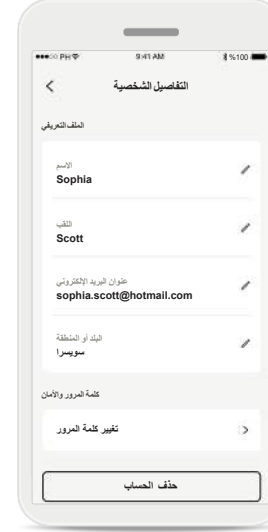 PH 9:41 AM %100
التفاصيل الشخصية
الملف التعريفي
الاسم
Sophia
اللقب
Scott
عنوان البريد الإلكتروني
sophia.scott@hotmail.com
البلد أو المنطقة
سويسرا
كلمة المرور والأمان
تغيير كلمة المرور
حذف الحساب